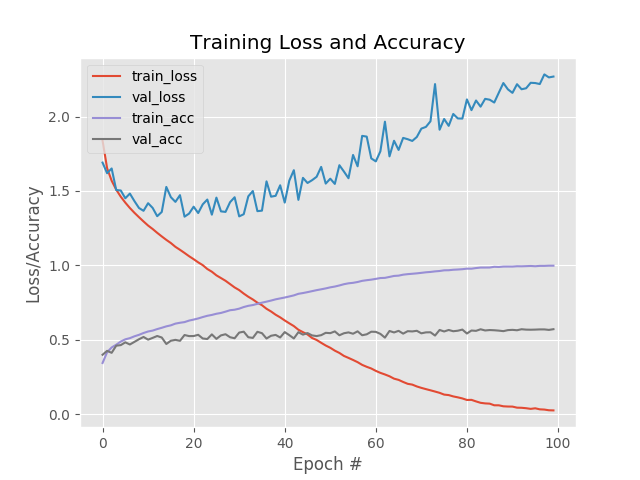 Training Loss and Accuracy
train_loss
val_loss
train_acc
val_acc
2.0
1.5
1.0
0.5
0.0
Loss/Accuracy
0 20 40 60 80 100
Epoch #